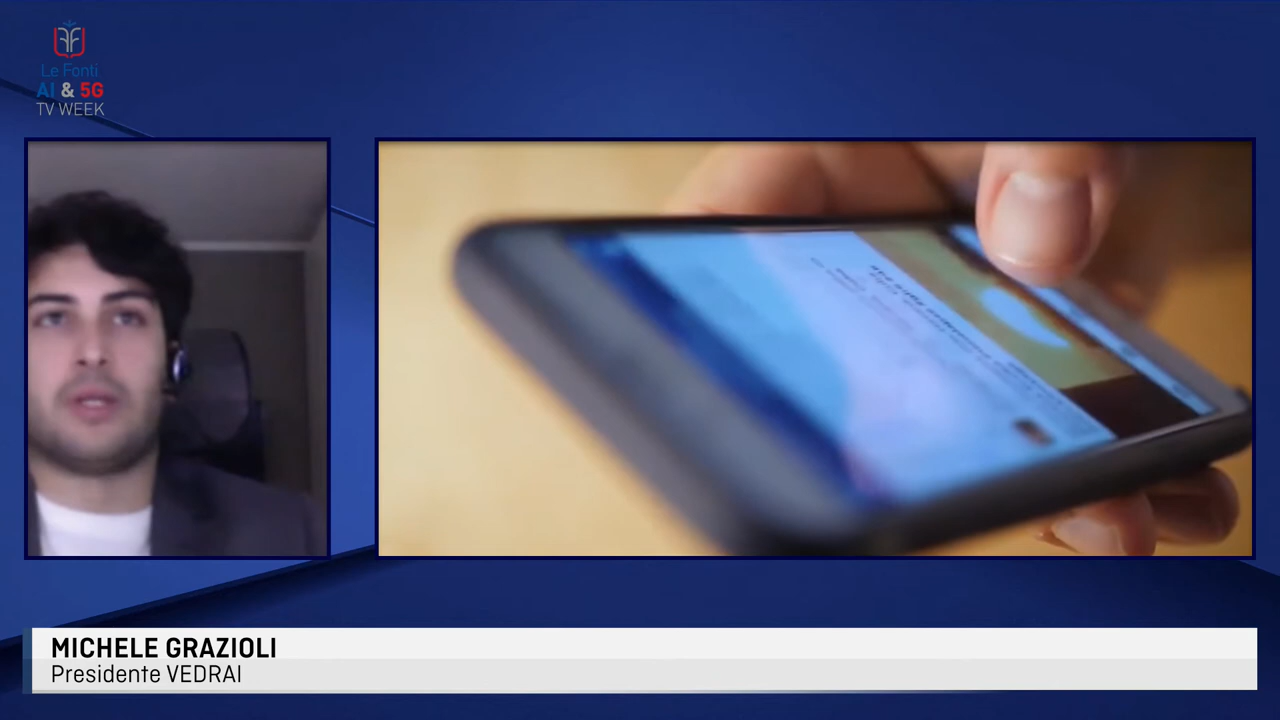 Le Fonti
AI & 5G
TV WEEK
MICHELE GRAZIOLI
Presidente VEDRAI